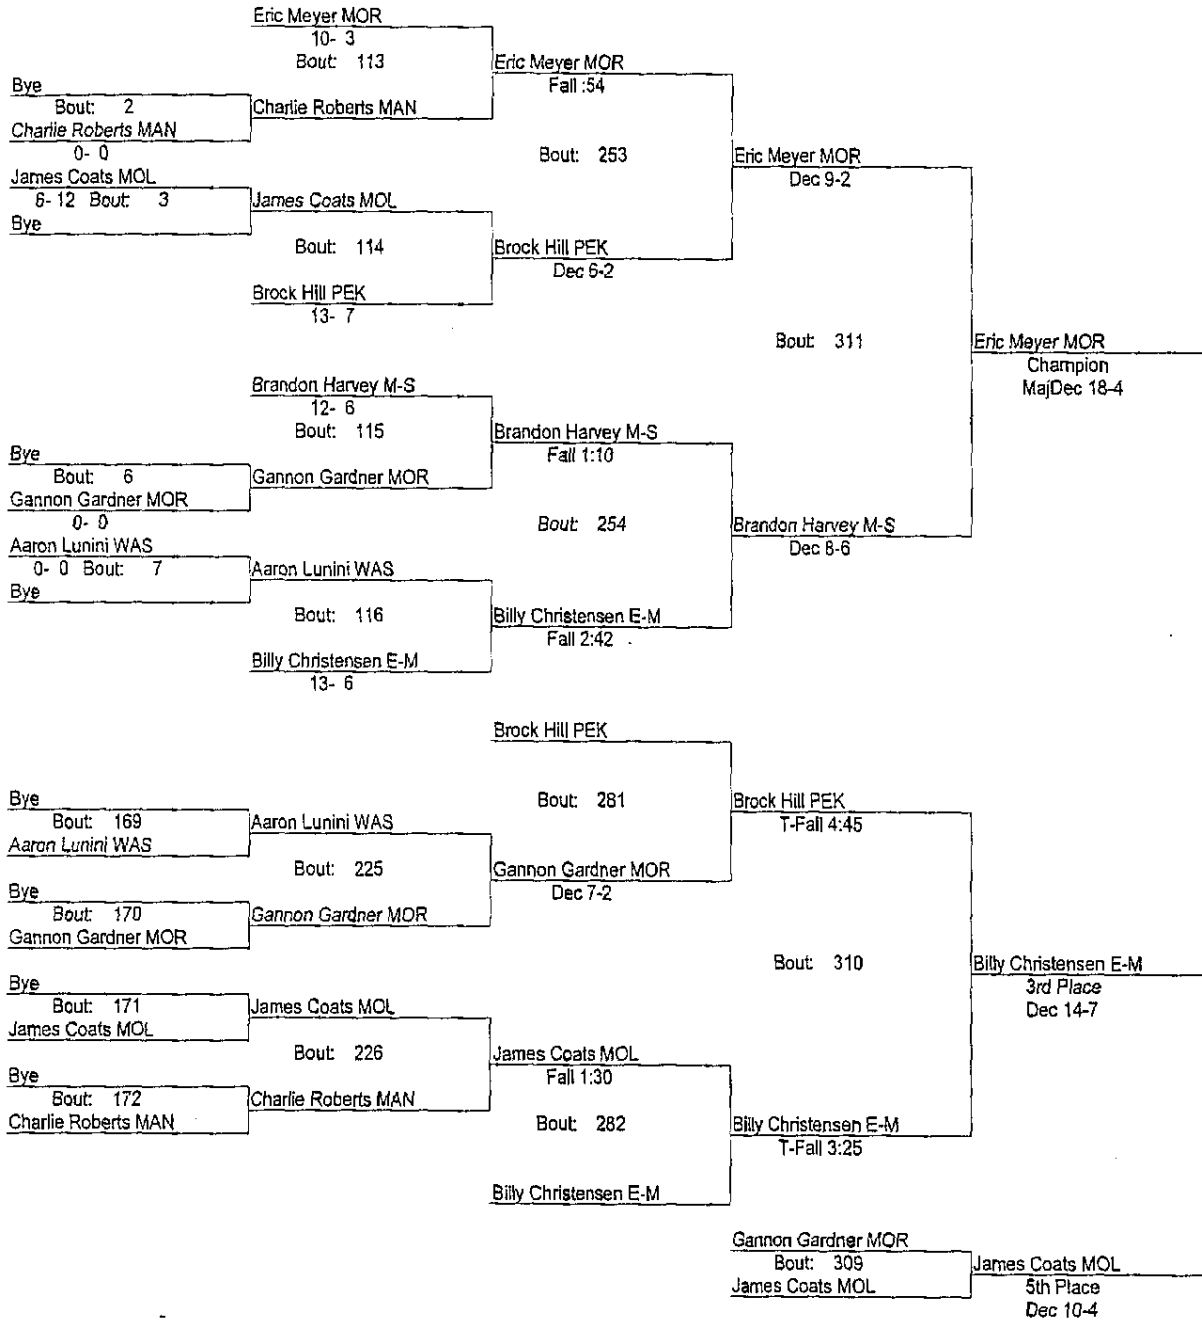 Eric Meyer MOR
10- 3
Bout: 113
Eric Meyer MOR
Fall :54
Bye
Bout: 2
Charlie Roberts MAN
Charlie Roberts MAN
0- 0
Bout: 253
Eric Meyer MOR
Dec 9-2
James Coats MOL
6- 12 Bout: 3
James Coats MOL
Bye
Bout: 114
Brock Hill PEK
Dec 6-2
Brock Hill PEK
13- 7
Bout: 311
Eric Meyer MOR
Champion
MajDec 18-4
Brandon Harvey M-S
12- 6
Bout: 115
Brandon Harvey M-S
Fall 1:10
Bye
Bout: 6
Gannon Gardner MOR
Gannon Gardner MOR
0- 0
Bout: 254
Brandon Harvey M-S
Dec 8-6
Aaron Lunini WAS
0- 0 Bout: 7
Aaron Lunini WAS
Bye
Bout: 116
Billy Christensen E-M
Fall 2:42
Billy Christensen E-M
13- 6
Brock Hill PEK
Bout: 281
Brock Hill PEK
T-Fall 4:45
Bye
Bout: 169
Aaron Lunini WAS
Aaron Lunini WAS
Bout: 225
Gannon Gardner MOR
Dec 7-2
Bye
Bout: 170
Gannon Gardner MOR
Gannon Gardner MOR
Bout: 310
Billy Christensen E-M
3rd Place
Dec 14-7
Bye
Bout: 171
James Coats MOL
James Coats MOL
Bout: 226
James Coats MOL
Fall 1:30
Bye
Bout: 172
Charlie Roberts MAN
Charlie Roberts MAN
Bout: 282
Billy Christensen E-M
T-Fall 3:25
Billy Christensen E-M
Gannon Gardner MOR
Bout: 309
James Coats MOL
James Coats MOL
5th Place
Dec 10-4